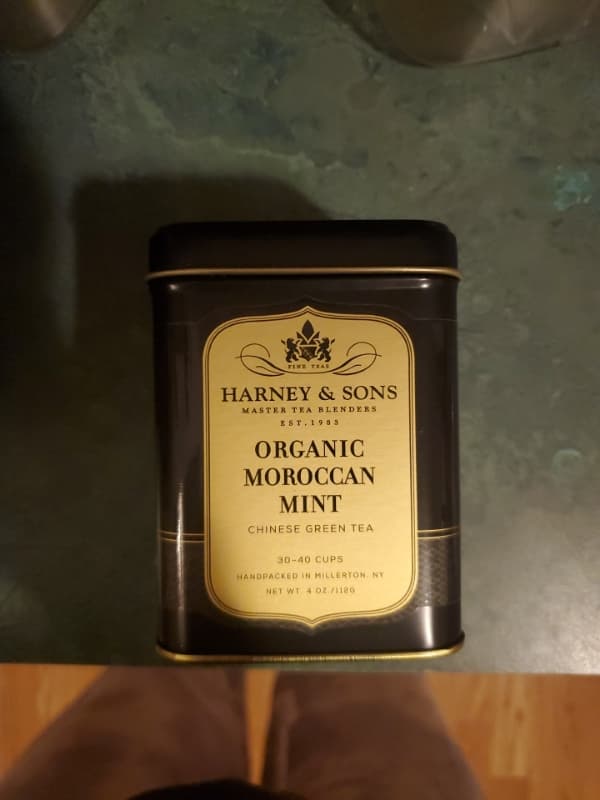 FINE TEAS
HARNEY & SONS
MASTER TEA BLENDERS
EST. 1983
ORGANIC
MOROCCAN
MINT
CHINESE GREEN TEA
30-40 CUPS
HANDPACKED IN MILLERTON, NY
NET WT. 4 OZ./112G